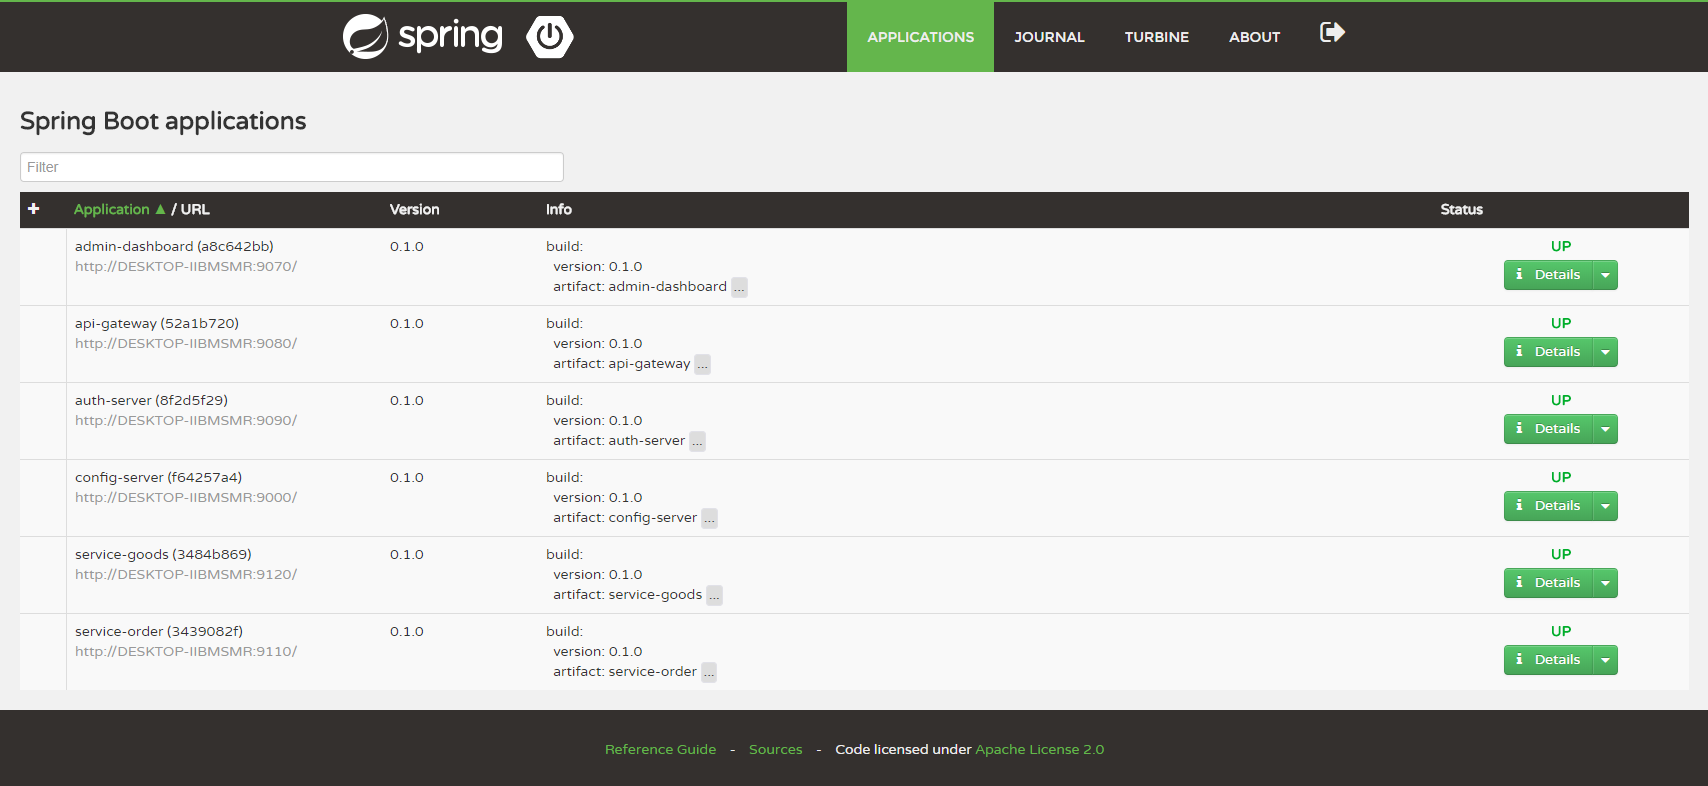 spring
APPLICATIONS JOURNAL TURBINE ABOUT
Spring Boot applications
Filter
+ Application ▲ / URL Version Info Status
admin-dashboard (a8c642bb) 0.1.0 build: UP
http://DESKTOP-IIBMSMR:9070/ version: 0.1.0 Details
artifact: admin-dashboard ...
api-gateway (52a1b720) 0.1.0 build: UP
http://DESKTOP-IIBMSMR:9080/ version: 0.1.0 Details
artifact: api-gateway ...
auth-server (8f2d5f29) 0.1.0 build: UP
http://DESKTOP-IIBMSMR:9090/ version: 0.1.0 Details
artifact: auth-server ...
config-server (f64257a4) 0.1.0 build: UP
http://DESKTOP-IIBMSMR:9000/ version: 0.1.0 Details
artifact: config-server ...
service-goods (3484b869) 0.1.0 build: UP
http://DESKTOP-IIBMSMR:9120/ version: 0.1.0 Details
artifact: service-goods ...
service-order (3439082f) 0.1.0 build: UP
http://DESKTOP-IIBMSMR:9110/ version: 0.1.0 Details
artifact: service-order ...
Reference Guide - Sources - Code licensed under Apache License 2.0